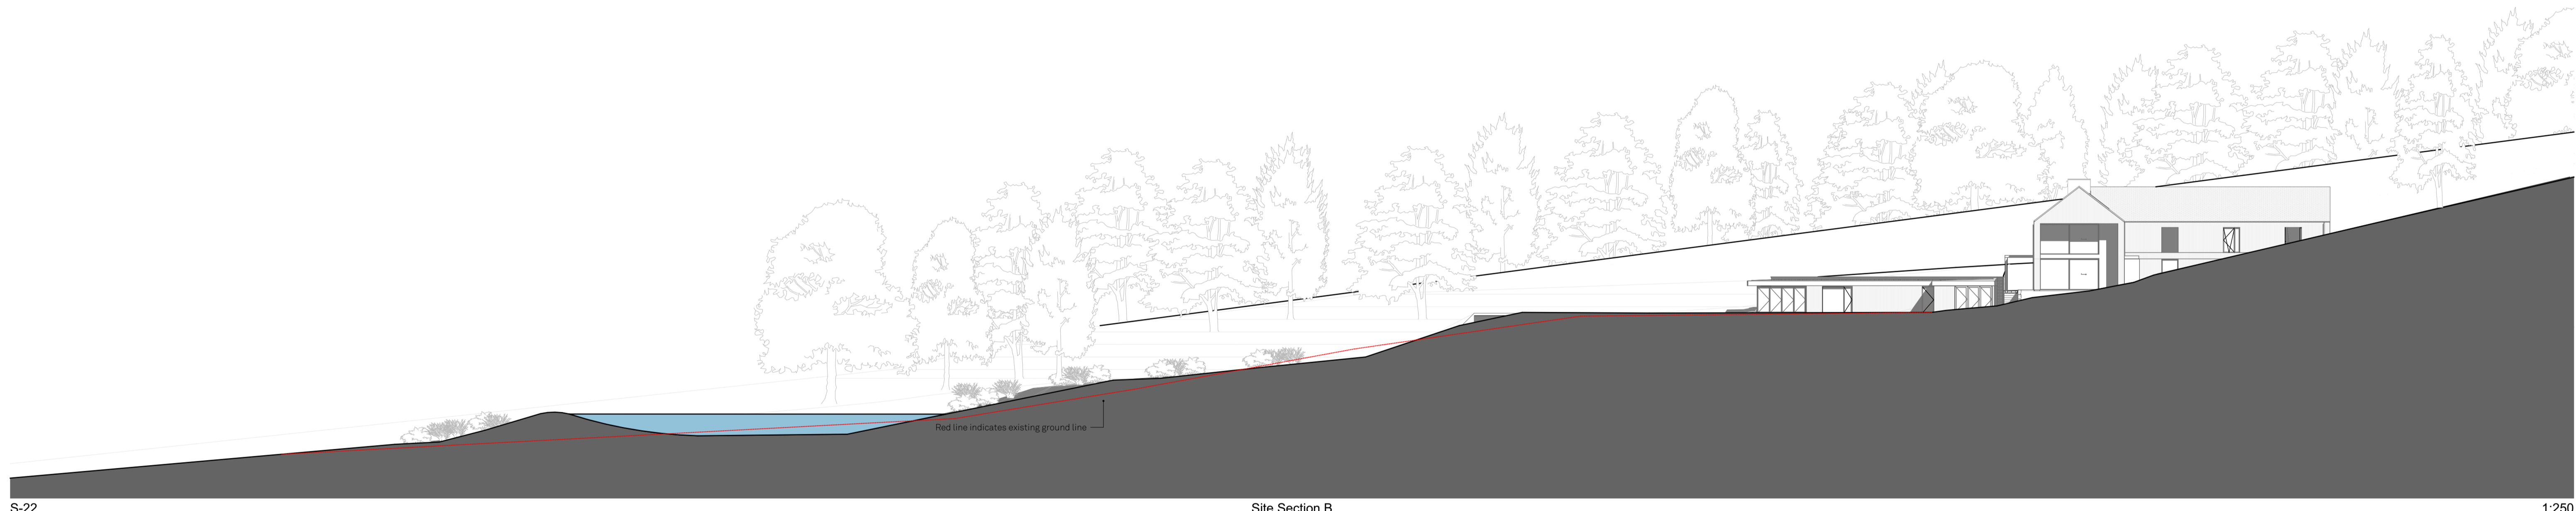 Red line indicates existing ground line
S-22
Site Section B
1:250